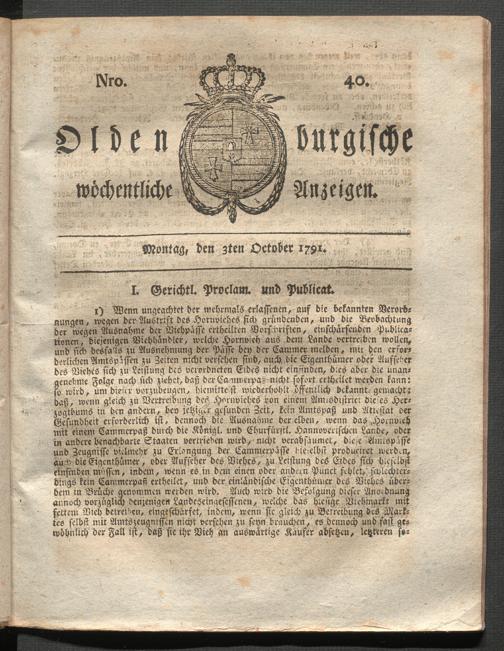 Nro. 40.
Olden burgische
wöchentliche Anzeigen.
Montag, den 3ten October 1791.
I. Gerichtl. Proclam. und Publicat.
1) Wenn ungeachtet der mehrmals erlassenen, auf die bekannten Verord-
nungen, wegen der Austrift des Hornviehes sich gründenden, und die Beobachtung
der wegen Ausnahme der Viehpässe ertheilten Vorschriften, einschärfenden Publica-
tionen, diejenigen Viehhändler, welche Hornvieh aus dem Lande vertreiben wollen,
und sich desfalls zu Ausnehmung der Pässe bey der Cammer melden, mit den erfor-
derlichen Amtspässen zu Zeiten nicht versehen sind, auch die Eigenthümer oder Aufseher
des Viehes sich zu Leistung des verordneten Eides nicht einfinden, dies aber die unan-
genehme Folge nach sich ziehet, daß der Cammerpaß nicht sofort ertheilet werden kann:
so wird, um dieser vorzubeugen, hiemittelst wiederholt öffentlich bekannt gemacht,
daß, wenn gleich zu Vertreibung des Hornviehes von einem Amtsdistrict dieses Her-
zogthums in den andern, bey jetziger gesunden Zeit, kein Amtspaß und Attestat der
Gesundheit erforderlich ist, dennoch die Ausnahme derselben, wenn das Hornvieh
mit einem Cammerpaß durch die Königl. und Churfürstl. Hannoverischen Lande, oder
in andere benachbarte Staaten vertrieben wird, nicht verabsäumet, diese Amtspässe
und Zeugnisse vielmehr zu Erlangung der Cammerpässe hieselbst produciret werden,
auch die Eigenthümer, oder Aufseher des Viehes, zu Leistung des Eides sich hieselbst
einfinden müssen, indem, wenn es in den einen oder andern Punct fehlet, schlechter-
dings kein Cammerpaß ertheilet, und der einländische Eigenthümer des Viehes über-
dem in Brüche genommen werden wird. Auch wird die Befolgung dieser Anordnung
annoch vorzüglich denjenigen Landeseingesessenen, welche das hiesige Viehmarkt mit
fettem Vieh betreiben, eingeschärfet, indem, wenn sie gleich zu Betreibung des Mark-
tes selbst mit Amtszeugnissen nicht versehen zu seyn brauchen, es dennoch und fast ge-
wöhnlich der Fall ist, daß sie ihr Vieh an auswärtige Käufer absetzen, letzteren so-